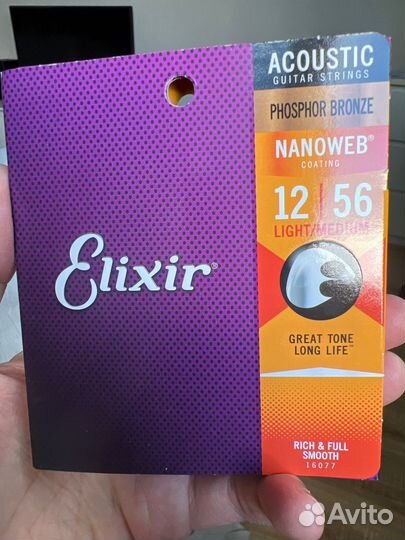 ACOUSTIC
GUITAR STRINGS
PHOSPHOR BRONZE
NANOWEB®
COATING
12 / 56
LIGHT/MEDIUM
Elixir®
GREAT TONE
LONG LIFE™
RICH & FULL
SMOOTH
16077
Avito